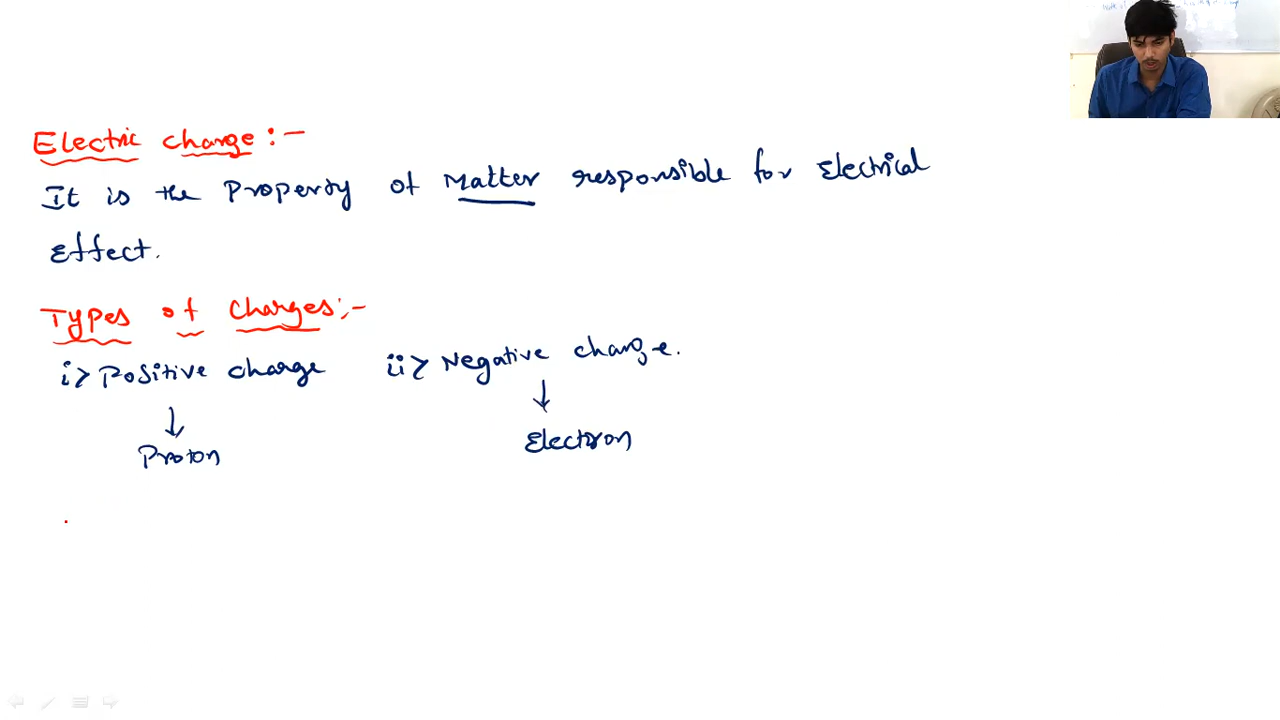 Electric charge :-
It is the Property of Matter responsible for Electrical
Effect.
Types of Charges :-
i> Positive charge ii> Negative charge.
↓ ↓
Proton Electron